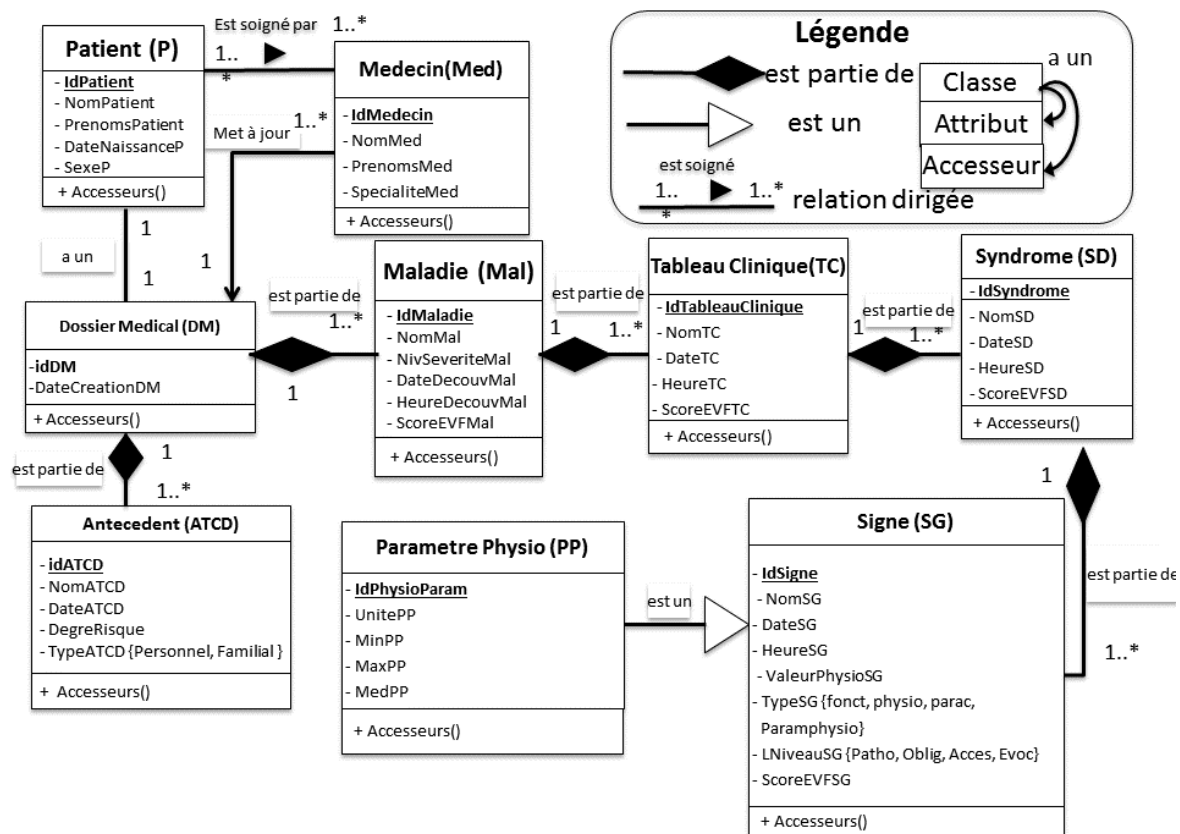 Patient (P)
- IdPatient
- NomPatient
- PrenomsPatient
- DateNaissanceP
- SexeP
+ Accesseurs()
Est soigné par
1..*
1..
*
Medecin(Med)
- IdMedecin
- NomMed
- PrenomsMed
- SpecialiteMed
+ Accesseurs()
Met à jour
1..*
1
Légende
est partie de
est un
est soigné
1..
*
1..*
relation dirigée
a un
Classe
Attribut
Accesseur
1
a un
1
Dossier Medical (DM)
-idDM
-DateCreationDM
+ Accesseurs()
est partie de
1..*
1
Maladie (Mal)
- IdMaladie
- NomMal
- NivSeveriteMal
- DateDecouvMal
- HeureDecouvMal
- ScoreEVFMal
+ Accesseurs()
est partie de
1
1..*
Tableau Clinique(TC)
- IdTableauClinique
- NomTC
- DateTC
- HeureTC
- ScoreEVFTC
+ Accesseurs()
est partie de
1
1..*
Syndrome (SD)
- IdSyndrome
- NomSD
- DateSD
- HeureSD
- ScoreEVFSD
+ Accesseurs()
1
est partie de
1..*
est partie de
1
1..*
Antecedent (ATCD)
- idATCD
- NomATCD
- DateATCD
- DegreRisque
- TypeATCD {Personnel, Familial }
+ Accesseurs()
Parametre Physio (PP)
- IdPhysioParam
- UnitePP
- MinPP
- MaxPP
- MedPP
+ Accesseurs()
est un
Signe (SG)
- IdSigne
- NomSG
- DateSG
- HeureSG
- ValeurPhysioSG
- TypeSG {fonct, physio, parac,
Paramphysio}
- LNiveauSG {Patho, Oblig, Acces, Evoc}
- ScoreEVFSG
+ Accesseurs()